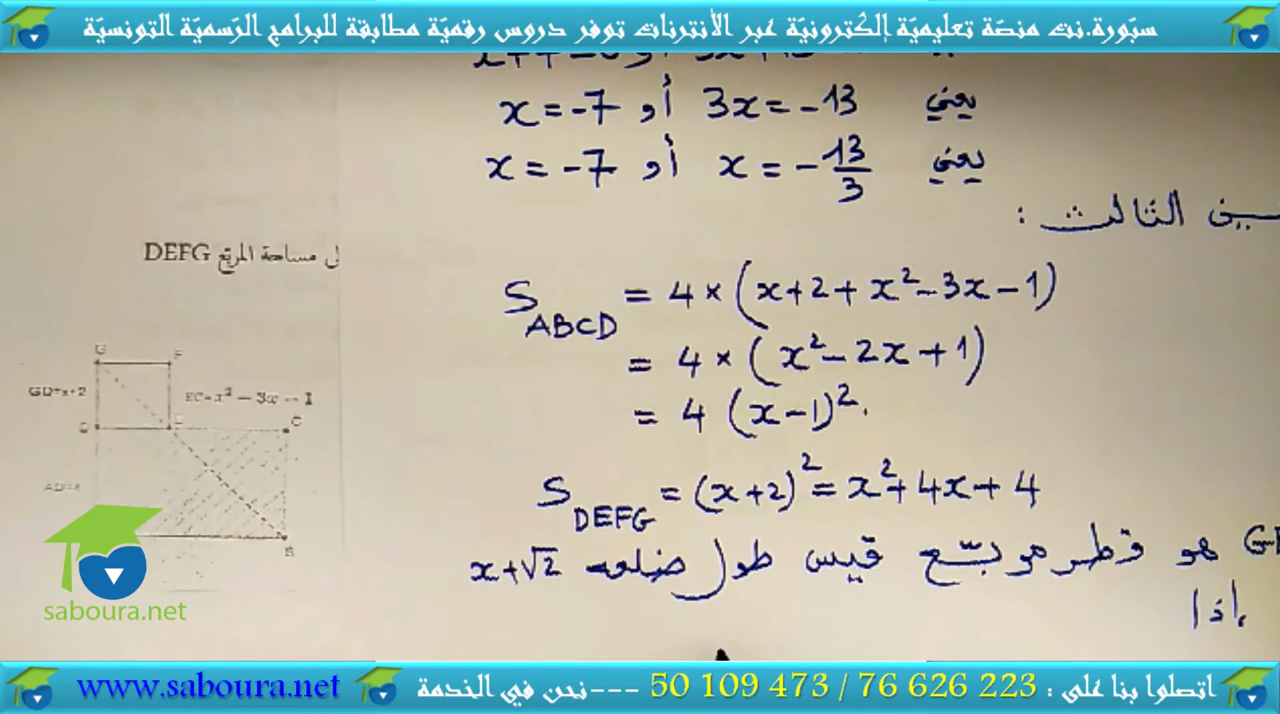 سبّورة.نت منصّة تعليميّة إلكترونيّة عبر الأنترنات توفر دروس رقميّة مطابقة للبرامج الرّسميّة التونسيّة
يعني 3x = -13 أو x = -7
يعني x = -13/3 أو x = -7
التالث :
ل مساحة المربّع DEFG
S_ABCD = 4 × (x+2 + x² - 3x - 1)
= 4 × (x² - 2x + 1)
= 4 (x-1)².
G F
GD=x+2 EC=x² - 3x - 1
C
S_DEFG = (x+2)² = x² + 4x + 4
B
هو قطر مربّع قيس طول ضلعه x+√2
إذا
saboura.net
اتصلوا بنا على : 50 109 473 / 76 626 223 ---نحن في الخدمة www.saboura.net